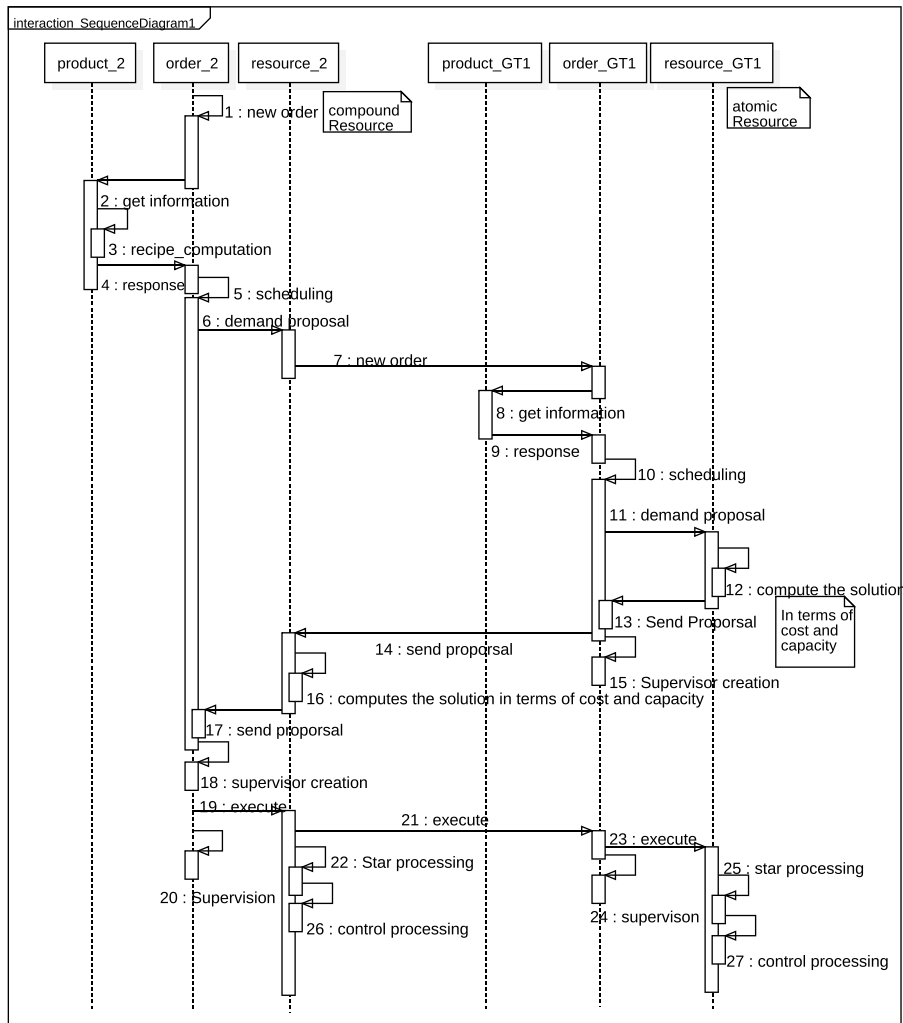 interaction SequenceDiagram1
product_2
order_2
resource_2
product_GT1
order_GT1
resource_GT1
1 : new order
compound
Resource
atomic
Resource
2 : get information
3 : recipe_computation
4 : response
5 : scheduling
6 : demand proposal
7 : new order
8 : get information
9 : response
10 : scheduling
11 : demand proposal
12 : compute the solution
In terms of
cost and
capacity
13 : Send Proporsal
14 : send proporsal
15 : Supervisor creation
16 : computes the solution in terms of cost and capacity
17 : send proporsal
18 : supervisor creation
19 : execute
20 : Supervision
21 : execute
22 : Star processing
23 : execute
24 : supervison
25 : star processing
26 : control processing
27 : control processing